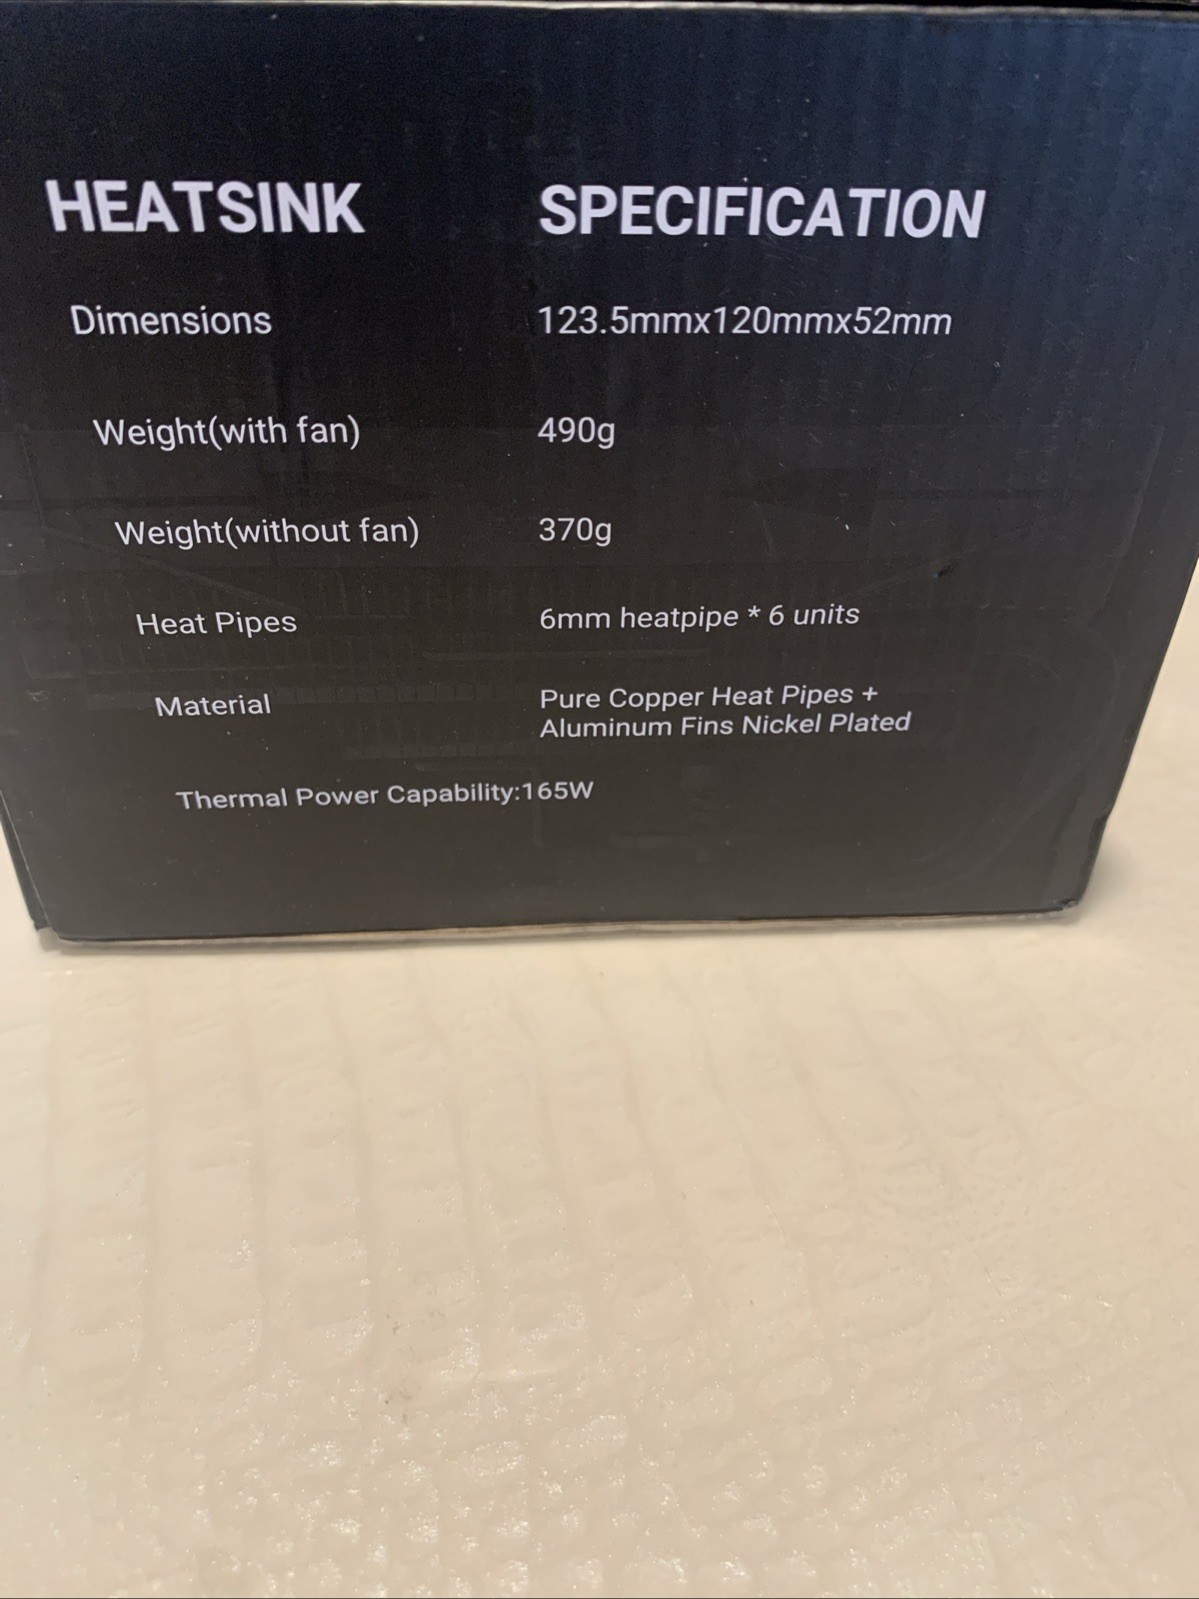 HEATSINK SPECIFICATION
Dimensions 123.5mmx120mmx52mm
Weight(with fan) 490g
Weight(without fan) 370g
Heat Pipes 6mm heatpipe * 6 units
Material Pure Copper Heat Pipes +
Aluminum Fins Nickel Plated
Thermal Power Capability:165W